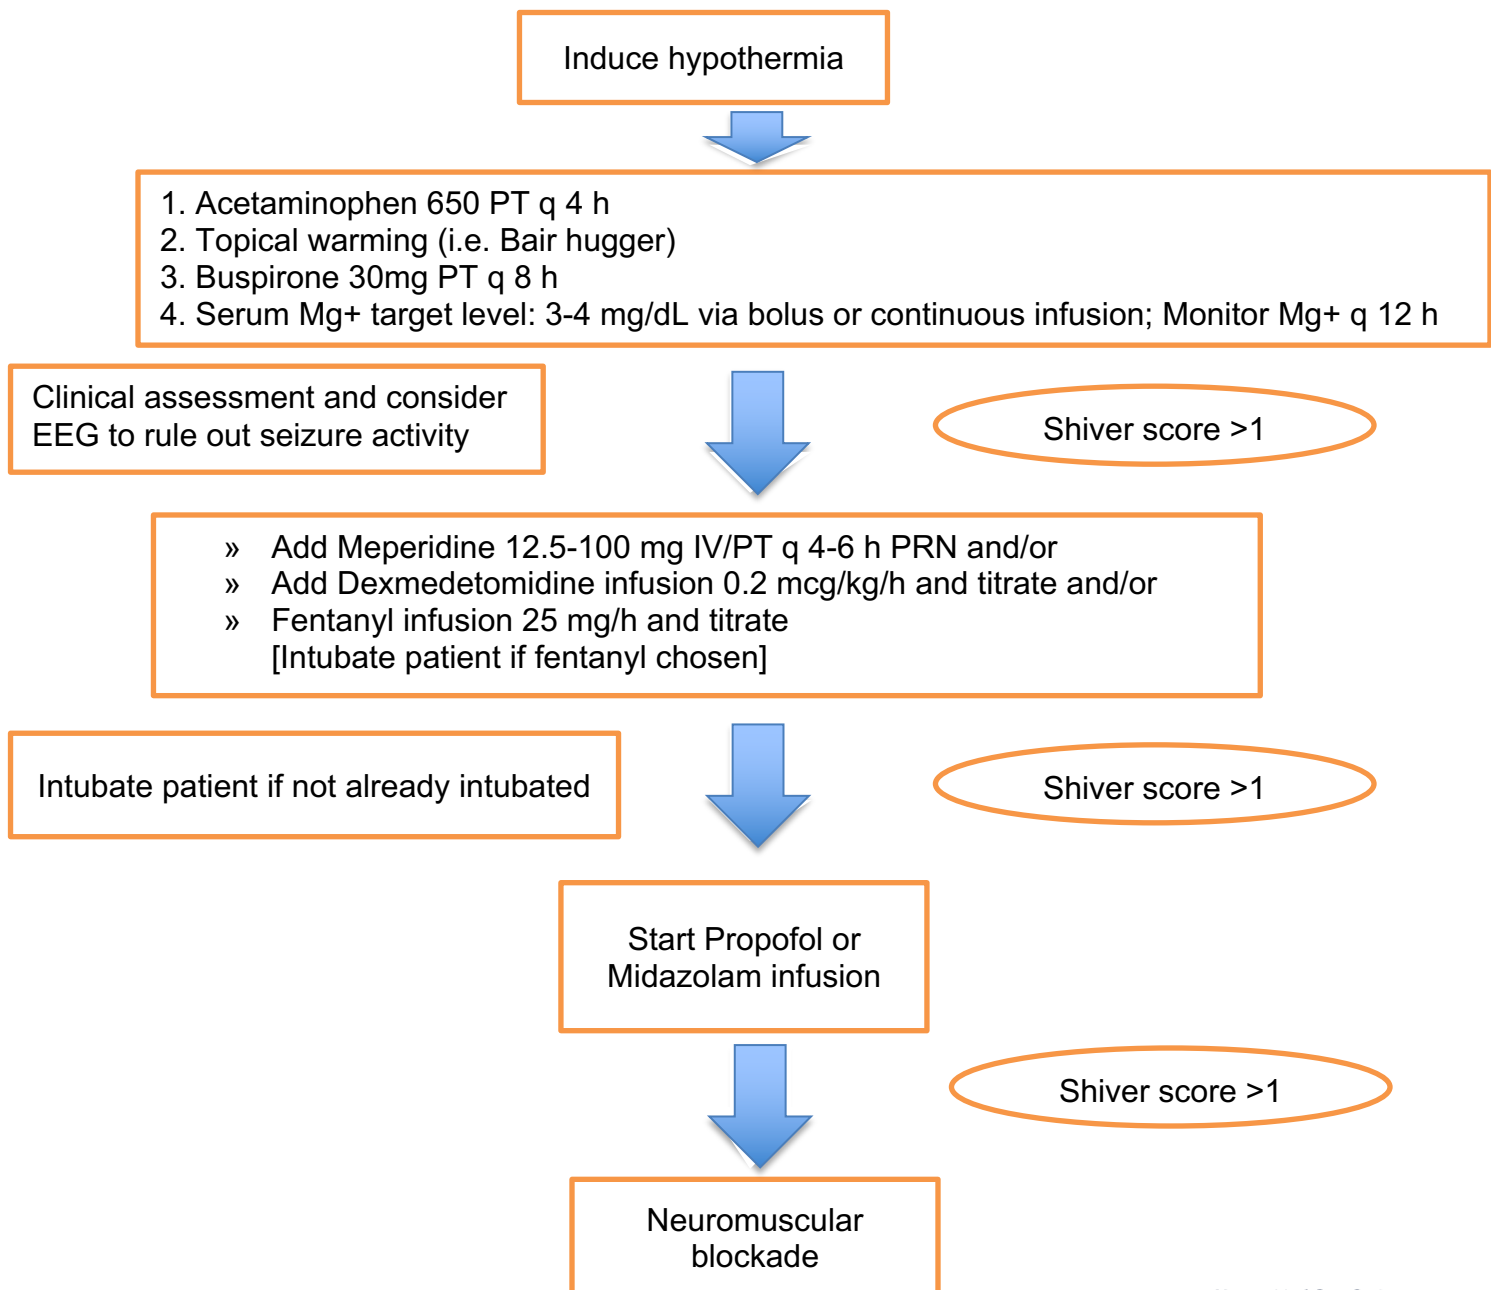 Induce hypothermia
1. Acetaminophen 650 PT q 4 h
2. Topical warming (i.e. Bair hugger)
3. Buspirone 30mg PT q 8 h
4. Serum Mg+ target level: 3-4 mg/dL via bolus or continuous infusion; Monitor Mg+ q 12 h
Clinical assessment and consider
EEG to rule out seizure activity
Shiver score >1
» Add Meperidine 12.5-100 mg IV/PT q 4-6 h PRN and/or
» Add Dexmedetomidine infusion 0.2 mcg/kg/h and titrate and/or
» Fentanyl infusion 25 mg/h and titrate
[Intubate patient if fentanyl chosen]
Intubate patient if not already intubated
Shiver score >1
Start Propofol or
Midazolam infusion
Shiver score >1
Neuromuscular
blockade